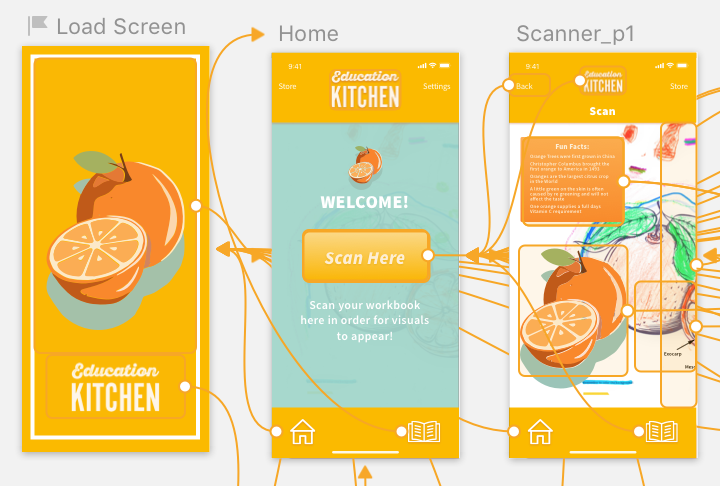 Load Screen
Education
KITCHEN
Home
9:41
Store
Education
KITCHEN
Settings
WELCOME!
Scan Here
Scan your workbook
here in order for visuals
to appear!
Scanner_p1
9:41
Back
Education
KITCHEN
Store
Scan
Fun Facts:
Orange Trees were first grown in China
Christopher Columbus brought the
first orange to America in 1493
Oranges are the largest citrus crop
in the World
A little green on the skin is often
caused by re greening and will not
affect the taste
One orange supplies a full days
Vitamin C requirement
Exocarp